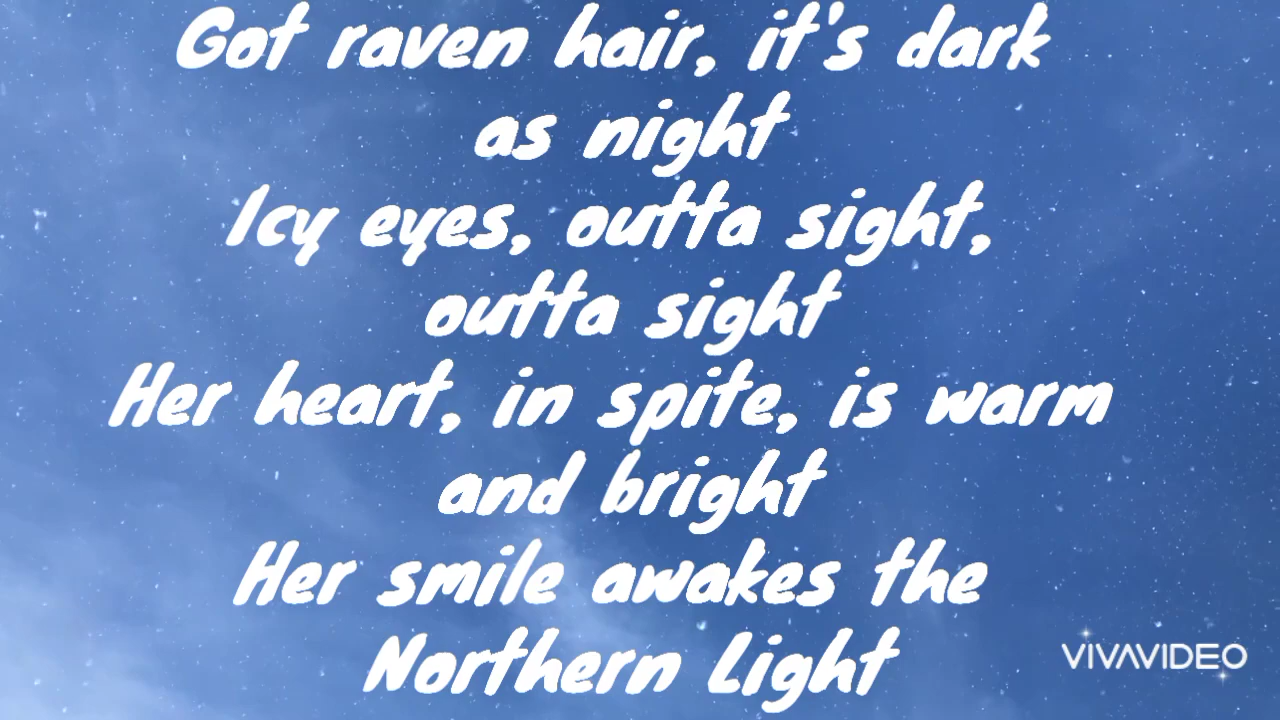 Got raven hair, it's dark
as night
Icy eyes, outta sight,
outta sight
Her heart, in spite, is warm
and bright
Her smile awakes the
Northern Light
VIVAVIDEO